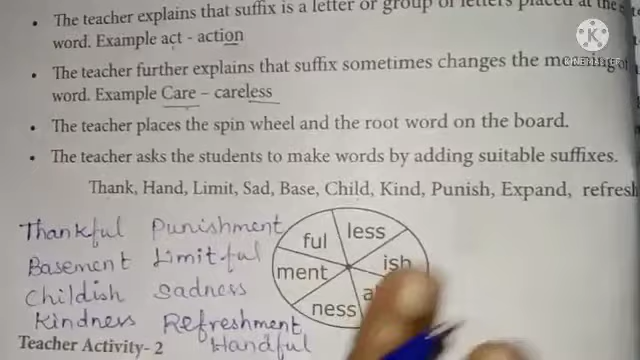 The teacher explains that suffix is a letter or group of letters placed at the
word. Example act - action
• The teacher further explains that suffix sometimes changes the meaning of
word. Example Care – careless
• The teacher places the spin wheel and the root word on the board.
• The teacher asks the students to make words by adding suitable suffixes.
Thank, Hand, Limit, Sad, Base, Child, Kind, Punish, Expand, refresh
Thankful Punishment
Basement Limitful
Childish Sadness
Kindness Refreshment
Handful
ful less
ment ish
ness
Teacher Activity- 2
K